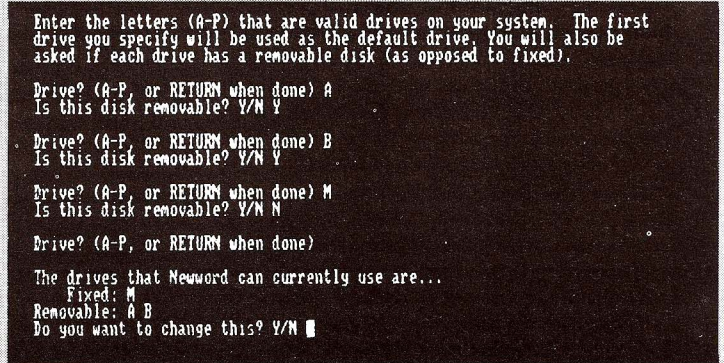 Enter the letters (A-P) that are valid drives on your system. The first
drive you specify will be used as the default drive. You will also be
asked if each drive has a removable disk (as opposed to fixed).
Drive? (A-P, or RETURN when done) A
Is this disk removable? Y/N Y
Drive? (A-P, or RETURN when done) B
Is this disk removable? Y/N Y
Drive? (A-P, or RETURN when done) M
Is this disk removable? Y/N N
Drive? (A-P, or RETURN when done)
The drives that Newword can currently use are...
Fixed: M
Removable: A B
Do you want to change this? Y/N